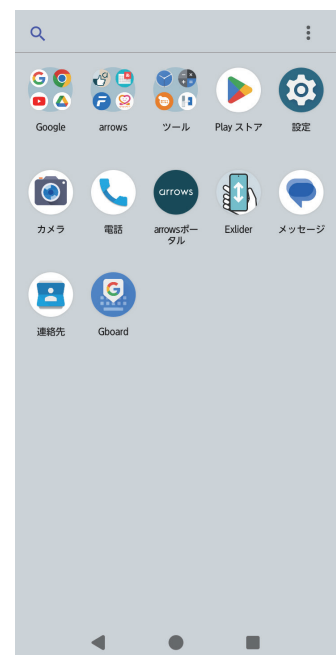 Google
arrows
ツール
Play ストア
設定
カメラ
電話
arrows
arrowsポー
タル
Exlider
メッセージ
連絡先
Gboard